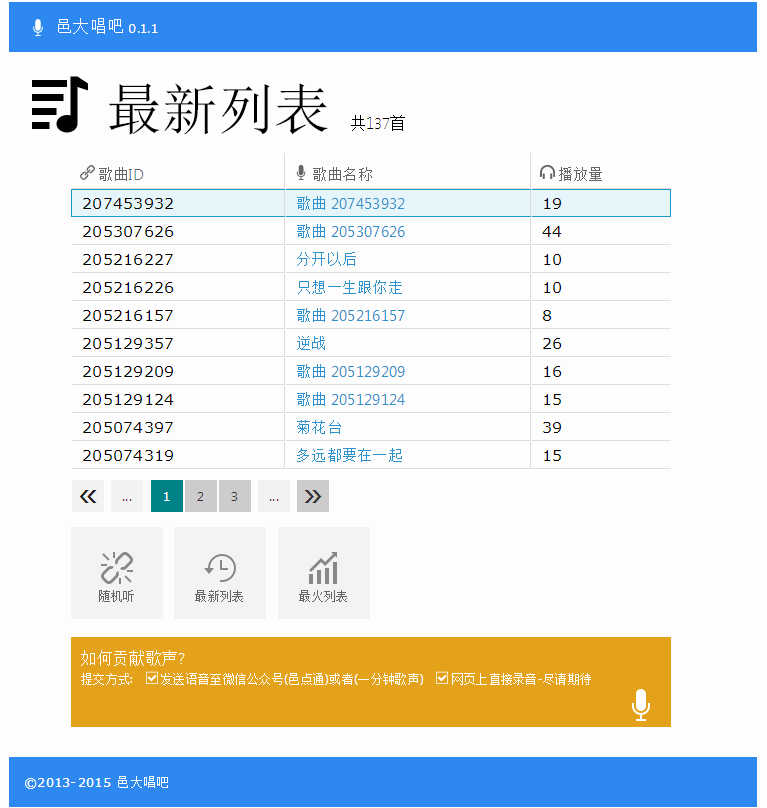 邑大唱吧 0.1.1
最新列表 共137首
歌曲ID 歌曲名称 播放量
207453932 歌曲 207453932 19
205307626 歌曲 205307626 44
205216227 分开以后 10
205216226 只想一生跟你走 10
205216157 歌曲 205216157 8
205129357 逆战 26
205129209 歌曲 205129209 16
205129124 歌曲 205129124 15
205074397 菊花台 39
205074319 多远都要在一起 15
« ... 1 2 3 ... »
随机听 最新列表 最火列表
如何贡献歌声?
提交方式: 发送语音至微信公众号(邑点通)或者(一分钟歌声) 网页上直接录音-尽请期待
©2013-2015 邑大唱吧